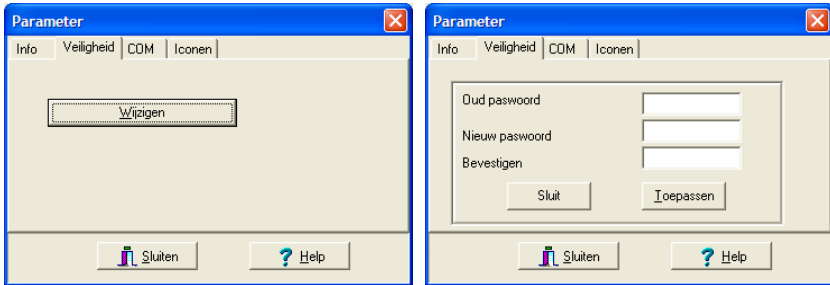 Parameter
Info Veiligheid COM Iconen
Wijzigen
Sluiten Help
Parameter
Info Veiligheid COM Iconen
Oud paswoord
Nieuw paswoord
Bevestigen
Sluit Toepassen
Sluiten Help